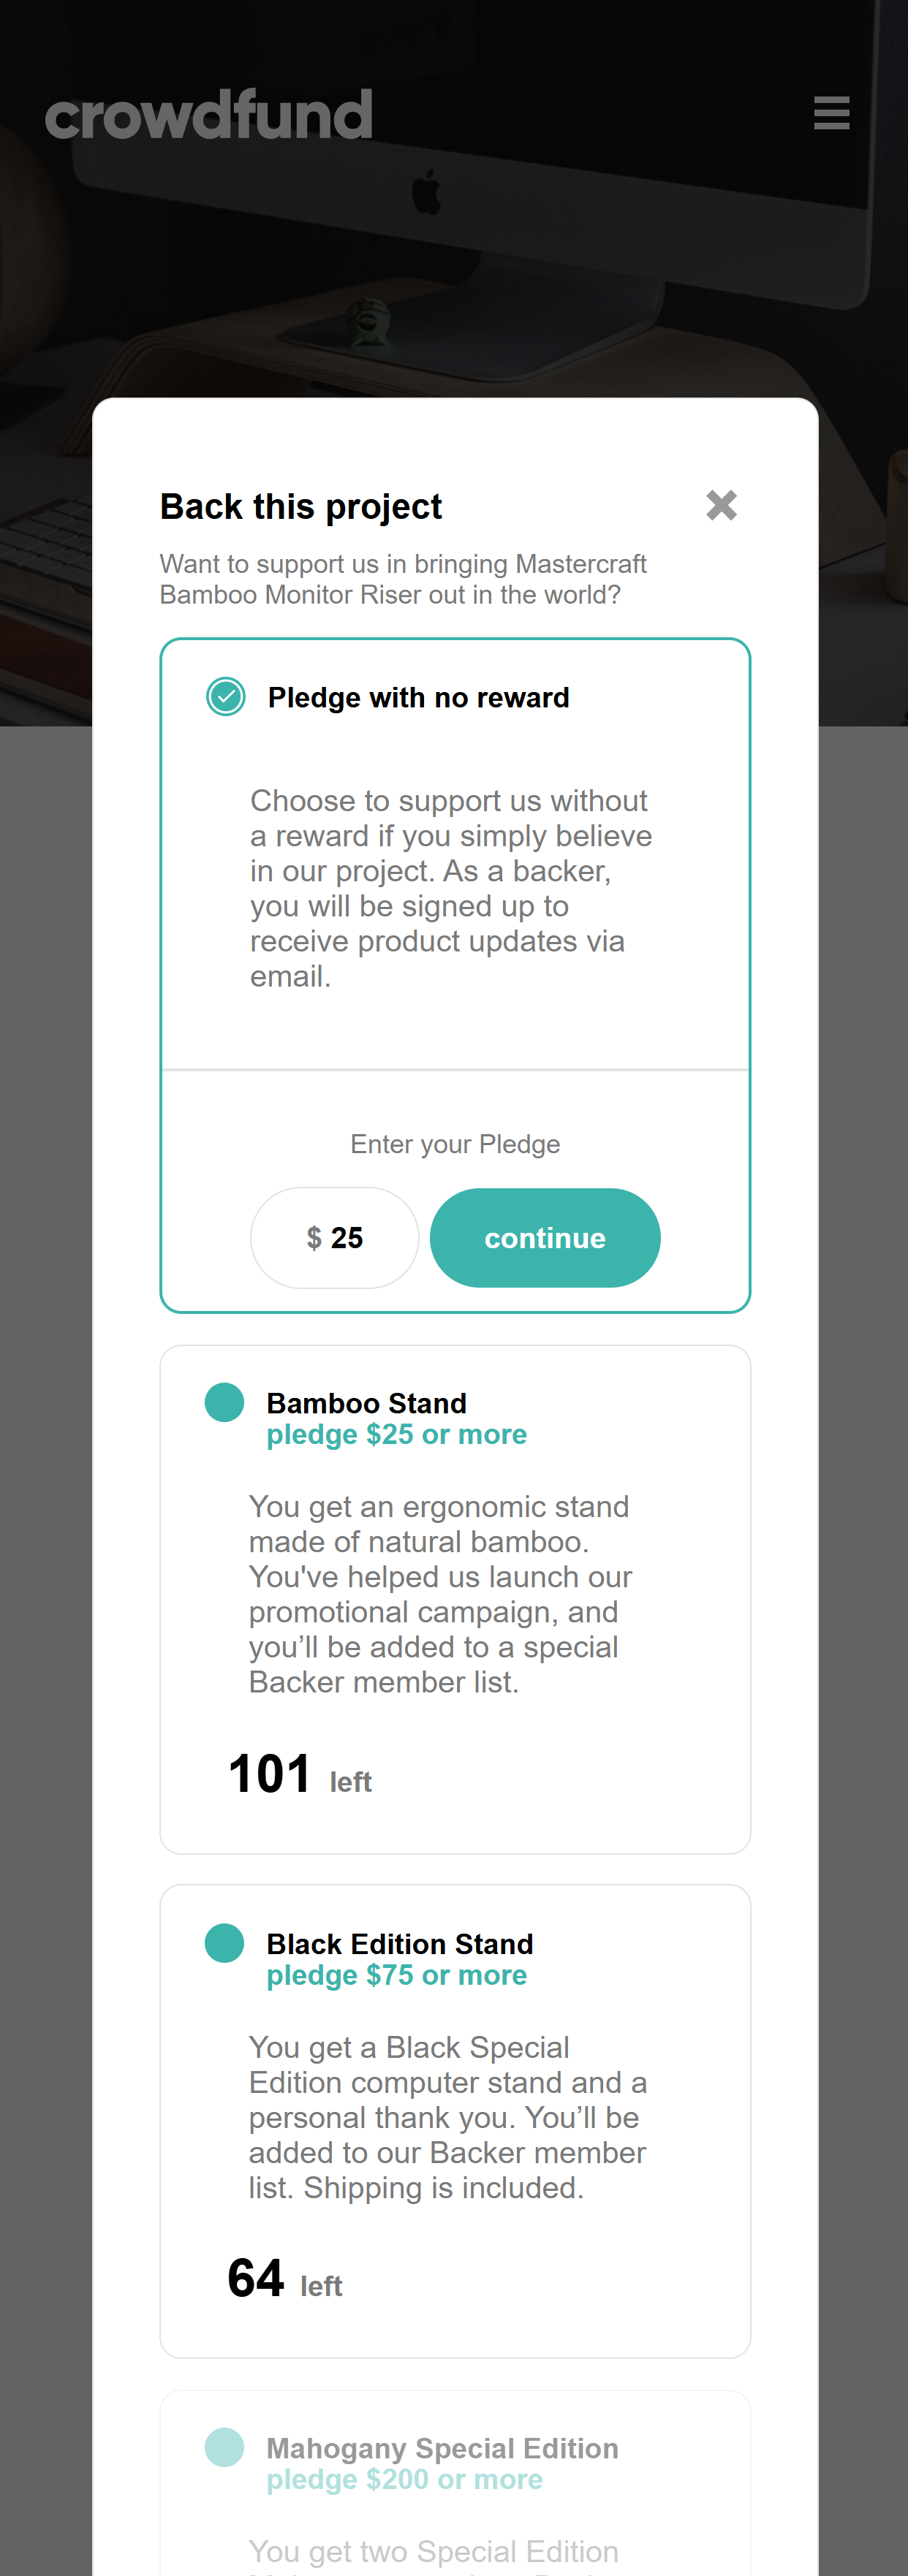 crowdfund
Back this project
Want to support us in bringing Mastercraft
Bamboo Monitor Riser out in the world?
Pledge with no reward
Choose to support us without
a reward if you simply believe
in our project. As a backer,
you will be signed up to
receive product updates via
email.
Enter your Pledge
$ 25
continue
Bamboo Stand
pledge $25 or more
You get an ergonomic stand
made of natural bamboo.
You've helped us launch our
promotional campaign, and
you’ll be added to a special
Backer member list.
101 left
Black Edition Stand
pledge $75 or more
You get a Black Special
Edition computer stand and a
personal thank you. You’ll be
added to our Backer member
list. Shipping is included.
64 left
Mahogany Special Edition
pledge $200 or more
You get two Special Edition